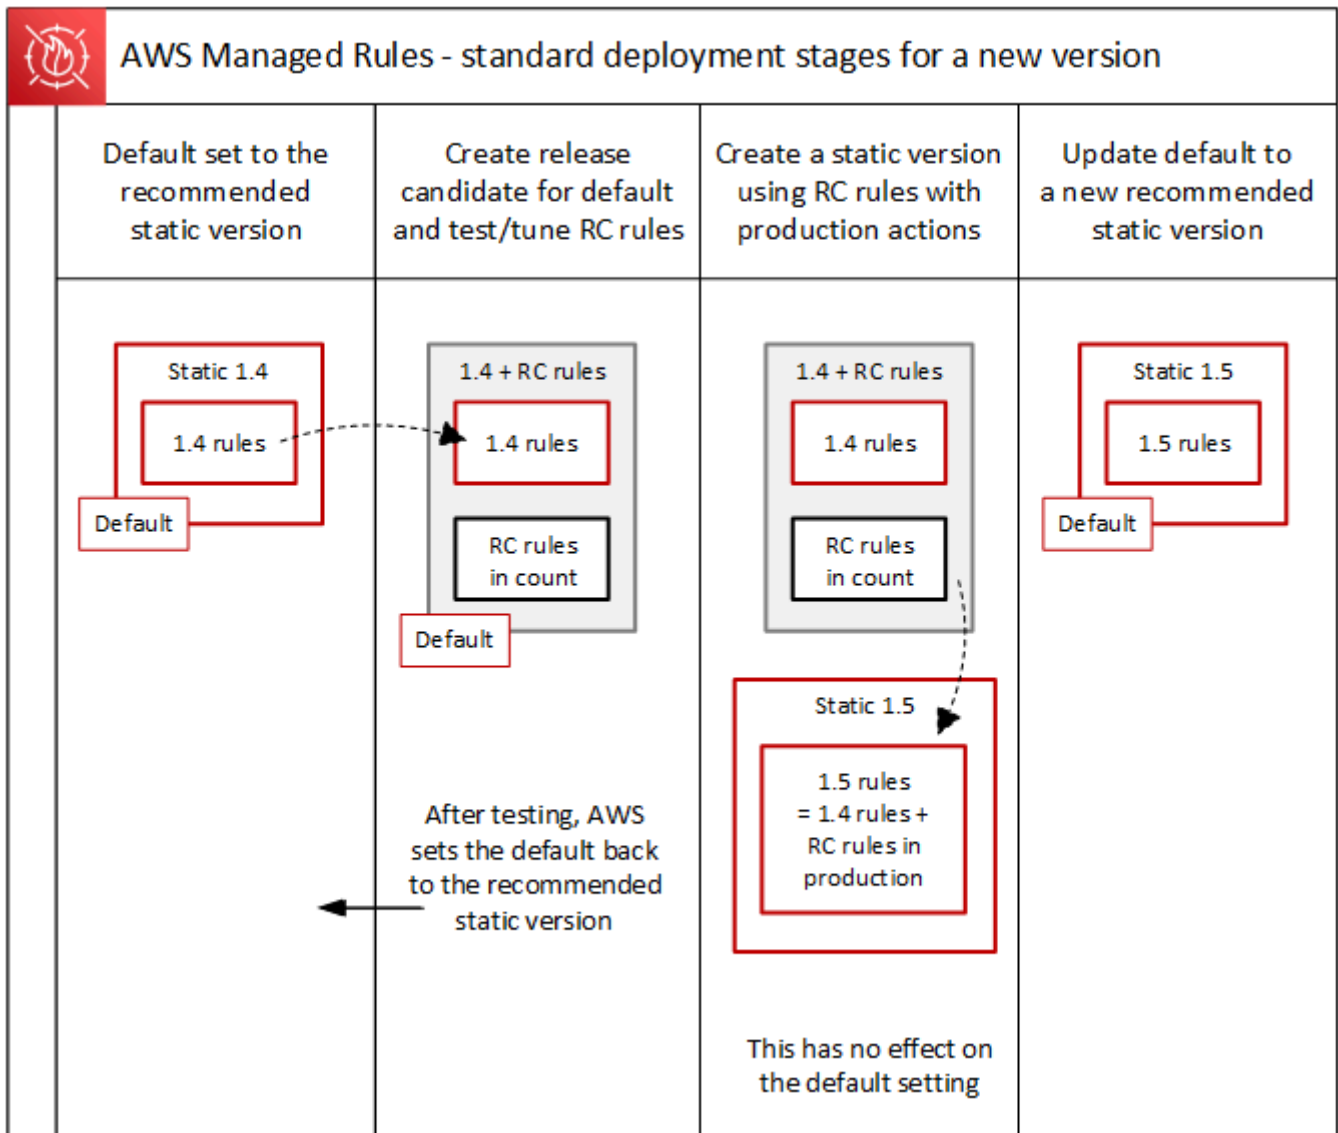 AWS Managed Rules - standard deployment stages for a new version
Default set to the
recommended
static version
Create release
candidate for default
and test/tune RC rules
Create a static version
using RC rules with
production actions
Update default to
a new recommended
static version
Static 1.4
1.4 rules
Default
1.4 + RC rules
1.4 rules
RC rules
in count
Default
After testing, AWS
sets the default back
to the recommended
static version
1.4 + RC rules
1.4 rules
RC rules
in count
Static 1.5
1.5 rules
= 1.4 rules +
RC rules in
production
This has no effect on
the default setting
Static 1.5
1.5 rules
Default